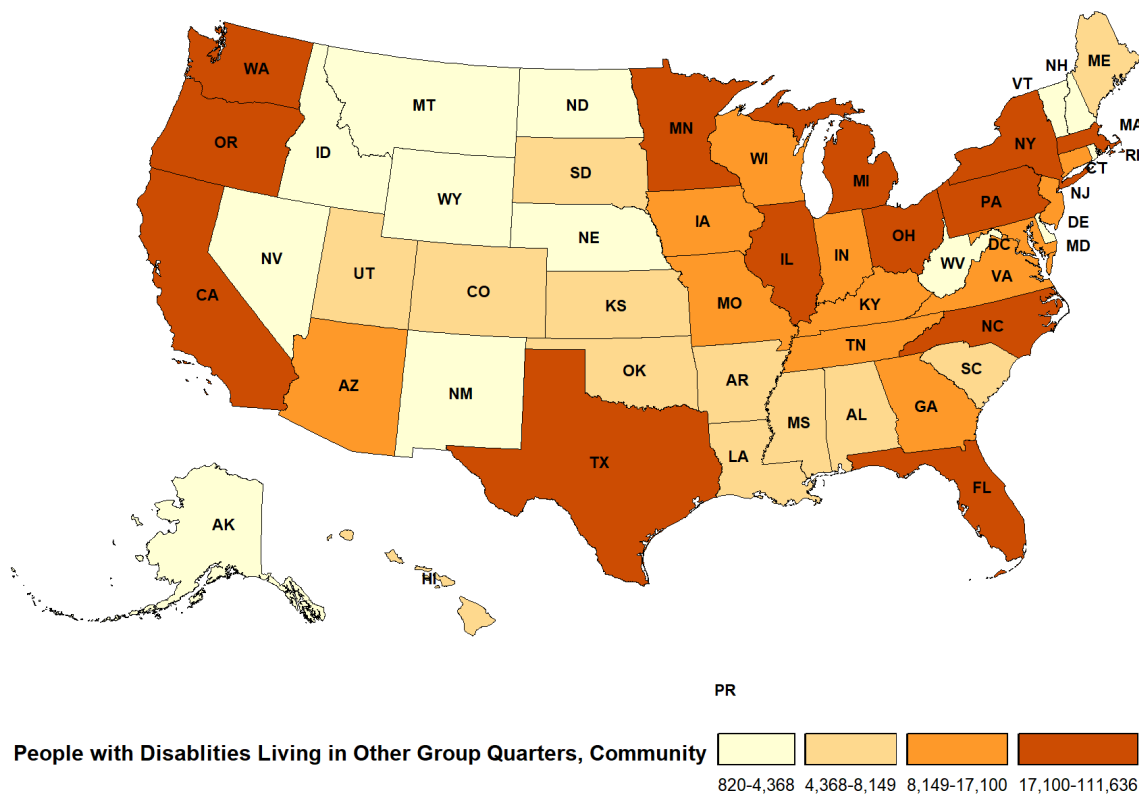 WA
MT
ND
MN
VT
NH
ME
OR
ID
SD
WI
NY
MA
RI
WY
MI
CT
IA
PA
NJ
NE
OH
DE
NV
UT
IL
IN
DC
MD
CA
CO
WV
VA
KS
MO
KY
NC
TN
AZ
OK
NM
AR
SC
MS
AL
GA
LA
TX
FL
AK
HI
PR
People with Disablities Living in Other Group Quarters, Community
820-4,368 4,368-8,149 8,149-17,100 17,100-111,636